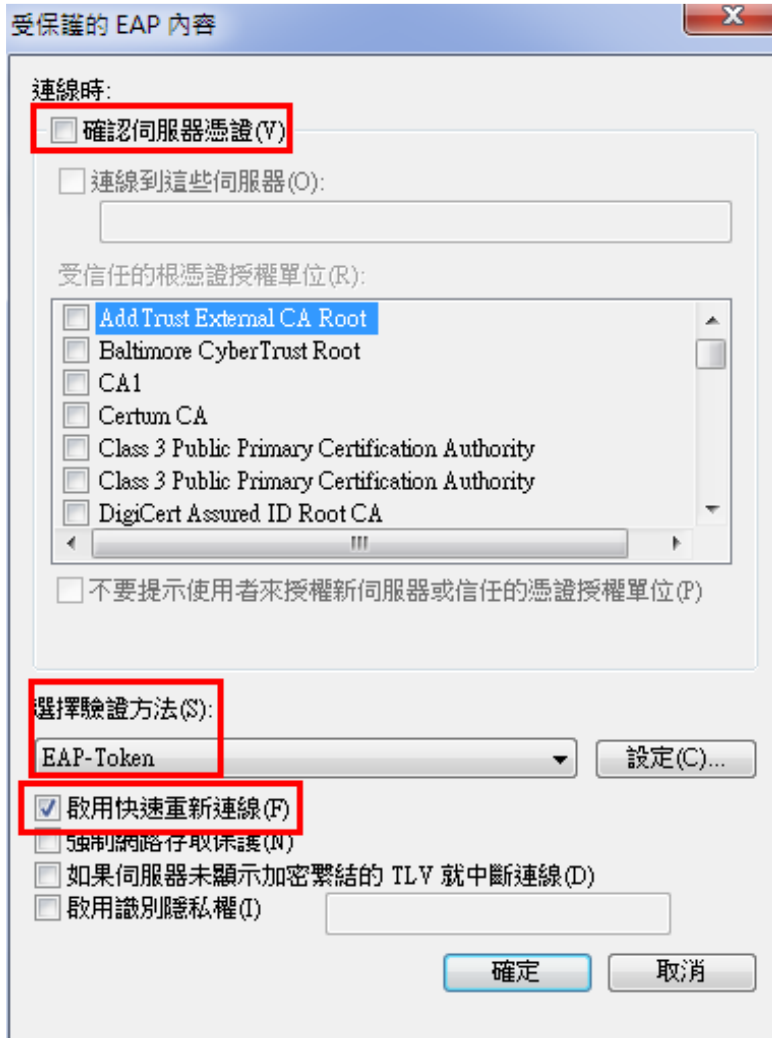 受保護的 EAP 內容
連線時:
確認伺服器憑證(V)
連線到這些伺服器(O):
受信任的根憑證授權單位(R):
AddTrust External CA Root
Baltimore CyberTrust Root
CA1
Certum CA
Class 3 Public Primary Certification Authority
Class 3 Public Primary Certification Authority
DigiCert Assured ID Root CA
不要提示使用者來授權新伺服器或信任的憑證授權單位(P)
選擇驗證方法(S):
EAP-Token
設定(C)...
啟用快速重新連線(F)
強制網路存取保護(N)
如果伺服器未顯示加密繫結的 TLV 就中斷連線(D)
啟用識別隱私權(I)
確定
取消